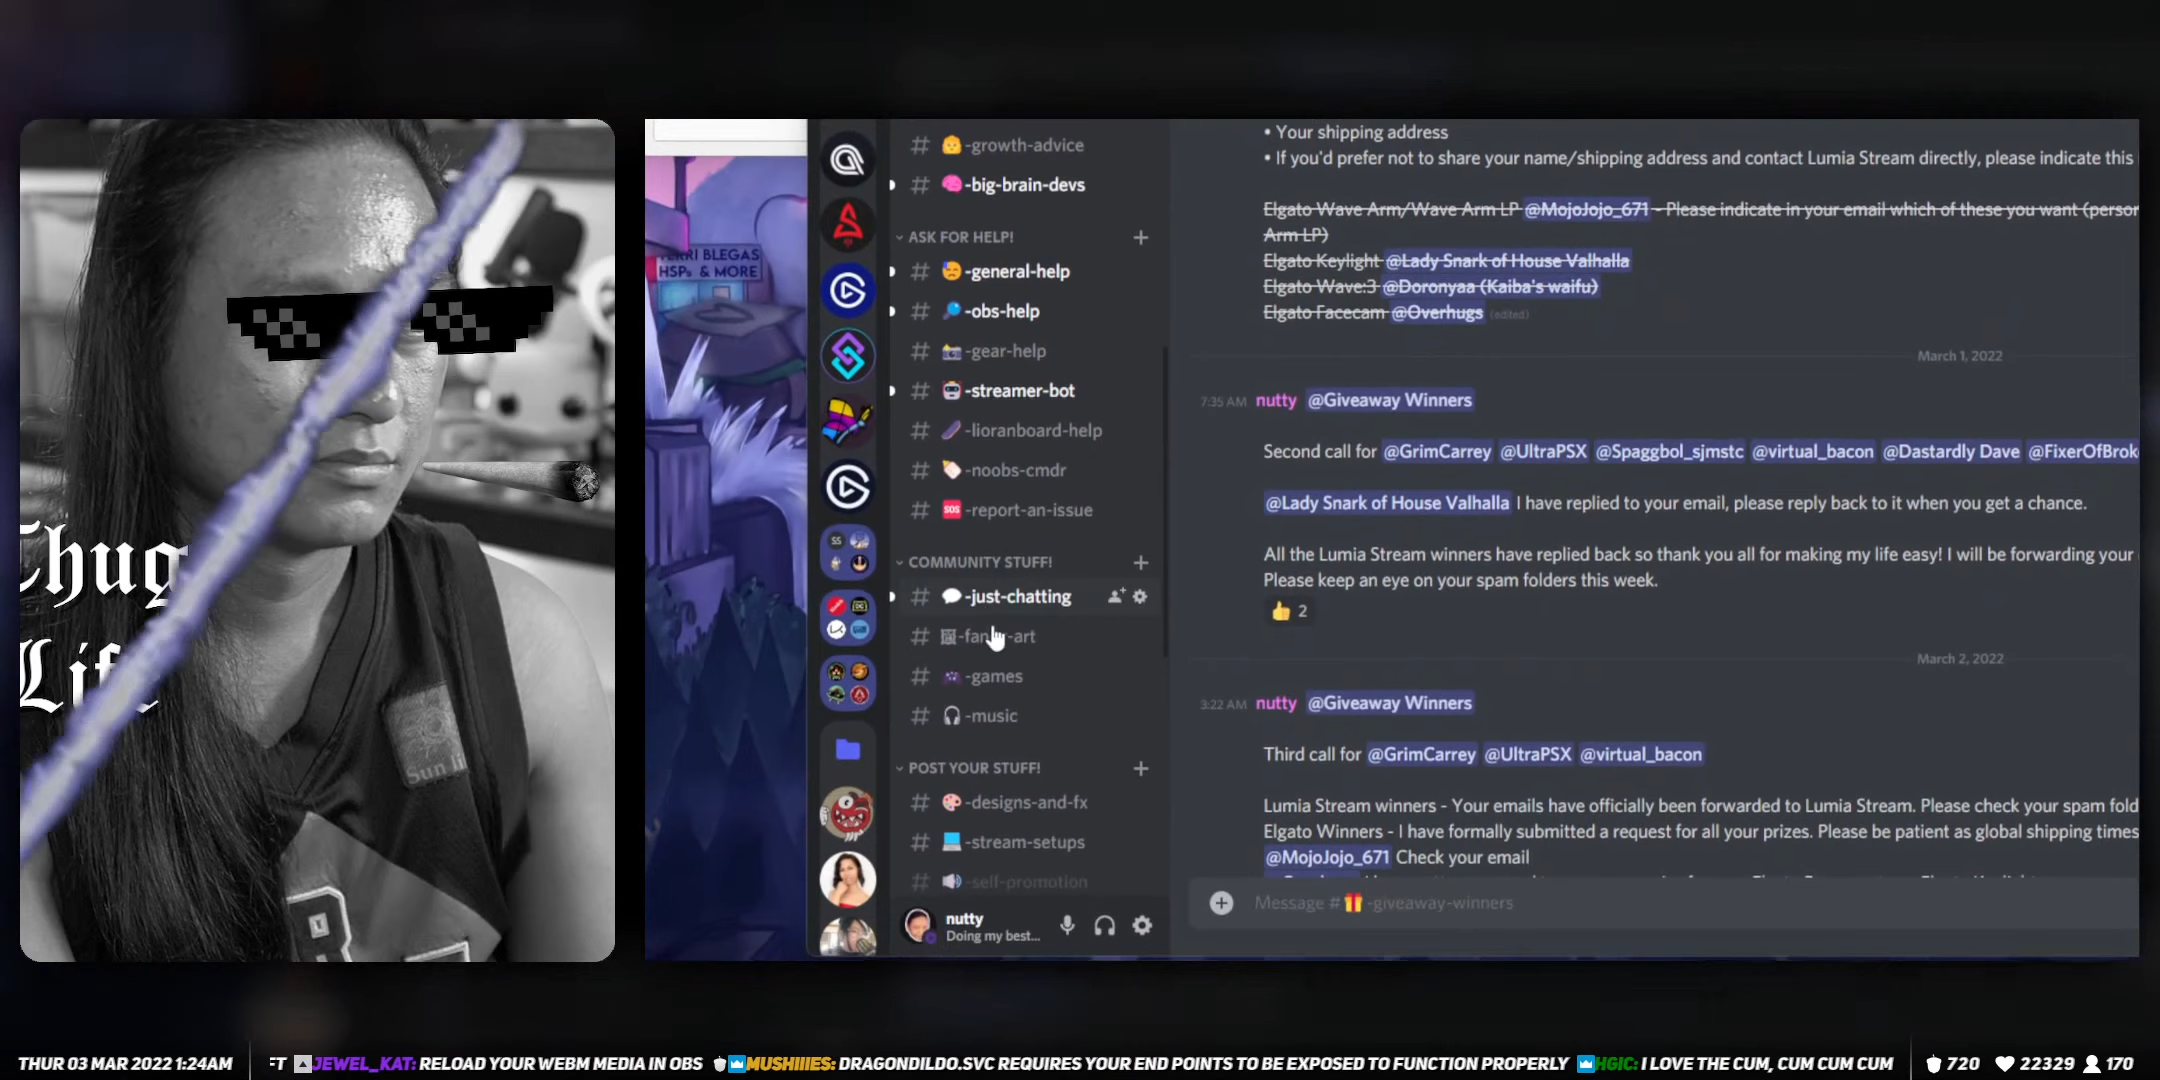 Thug
Life
Sun li
BLEGAS
HSPs & MORE
# -growth-advice
# -big-brain-devs
ASK FOR HELP! +
# -general-help
# -obs-help
# -gear-help
# -streamer-bot
# -lioranboard-help
# -noobs-cmdr
# SOS -report-an-issue
COMMUNITY STUFF! +
# -just-chatting
# -art
# -games
# -music
POST YOUR STUFF! +
# -designs-and-fx
# -stream-setups
# -self-promotion
nutty
Doing my best...
• Your shipping address
• If you'd prefer not to share your name/shipping address and contact Lumia Stream directly, please indicate this
Elgato Wave Arm/Wave Arm LP @MojoJojo_671 - Please indicate in your email which of these you want (person
Arm LP)
Elgato Keylight @Lady Snark of House Valhalla
Elgato Wave:3 @Doronyaa (Kaiba's waifu)
Elgato Facecam @Overhugs (edited)
March 1, 2022
7:35 AM nutty @Giveaway Winners
Second call for @GrimCarrey @UltraPSX @Spaggbol_sjmstc @virtual_bacon @Dastardly Dave @FixerOfBrok
@Lady Snark of House Valhalla I have replied to your email, please reply back to it when you get a chance.
All the Lumia Stream winners have replied back so thank you all for making my life easy! I will be forwarding your
Please keep an eye on your spam folders this week.
2
March 2, 2022
3:22 AM nutty @Giveaway Winners
Third call for @GrimCarrey @UltraPSX @virtual_bacon
Lumia Stream winners - Your emails have officially been forwarded to Lumia Stream. Please check your spam fold
Elgato Winners - I have formally submitted a request for all your prizes. Please be patient as global shipping times
@MojoJojo_671 Check your email
Message # -giveaway-winners
THUR 03 MAR 2022 1:24AM FT JEWEL_KAT: RELOAD YOUR WEBM MEDIA IN OBS MUSHIIIES: DRAGONDILDO.SVC REQUIRES YOUR END POINTS TO BE EXPOSED TO FUNCTION PROPERLY HGIC: I LOVE THE CUM, CUM CUM CUM 720 22329 170